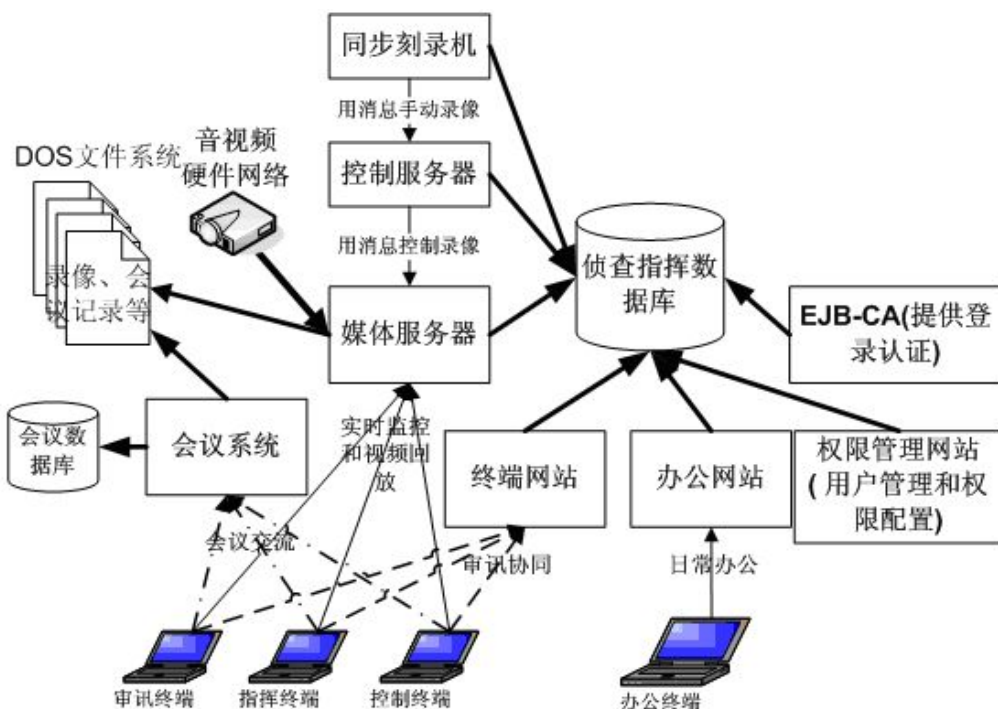 同步刻录机
用消息手动录像
音视频
硬件网络
DOS文件系统
控制服务器
用消息控制录像
侦查指挥数
据库
录像、会
议记录等
媒体服务器
EJB-CA(提供登
录认证)
会议数
据库
会议系统
实时监控
和视频回
放
终端网站
办公网站
权限管理网站
( 用户管理和权
限配置)
会议交流
审讯协同
日常办公
审讯终端
指挥终端
控制终端
办公终端